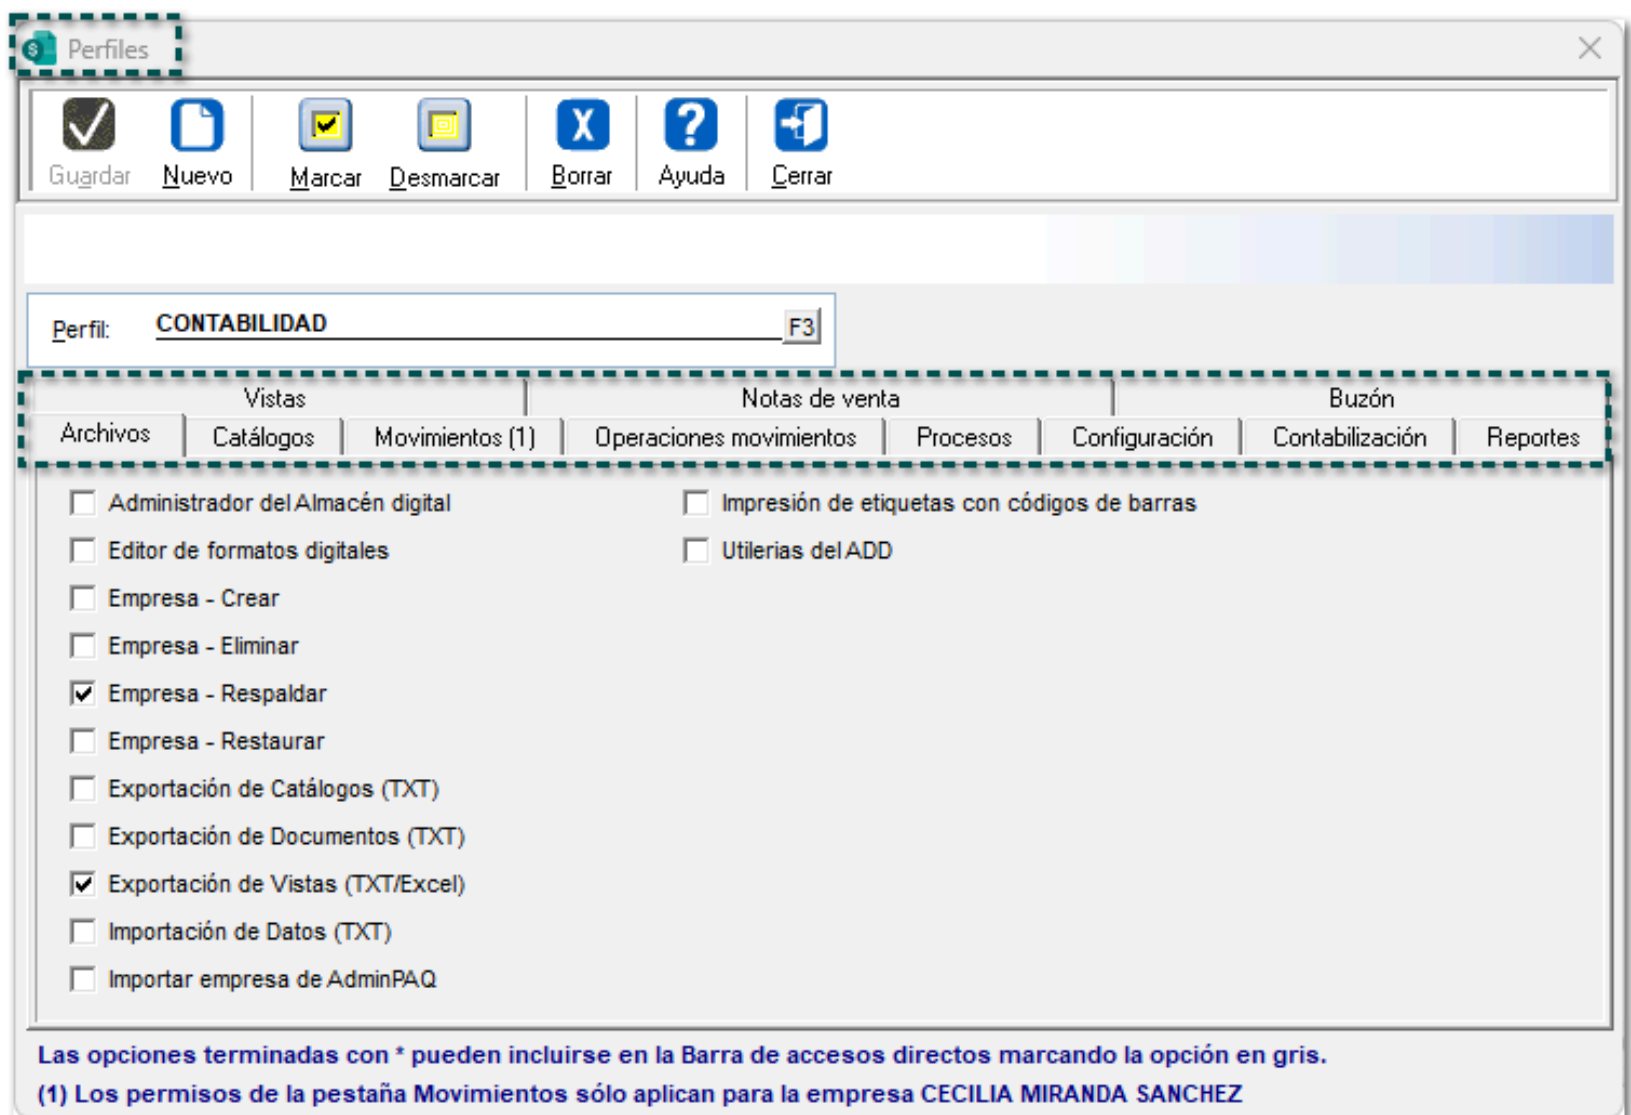 Perfiles
Guardar Nuevo Marcar Desmarcar Borrar Ayuda Cerrar
Perfil: CONTABILIDAD F3
Vistas Notas de venta Buzón
Archivos Catálogos Movimientos (1) Operaciones movimientos Procesos Configuración Contabilización Reportes
Administrador del Almacén digital Impresión de etiquetas con códigos de barras
Editor de formatos digitales Utilerias del ADD
Empresa - Crear
Empresa - Eliminar
Empresa - Respaldar
Empresa - Restaurar
Exportación de Catálogos (TXT)
Exportación de Documentos (TXT)
Exportación de Vistas (TXT/Excel)
Importación de Datos (TXT)
Importar empresa de AdminPAQ
Las opciones terminadas con * pueden incluirse en la Barra de accesos directos marcando la opción en gris.
(1) Los permisos de la pestaña Movimientos sólo aplican para la empresa CECILIA MIRANDA SANCHEZ